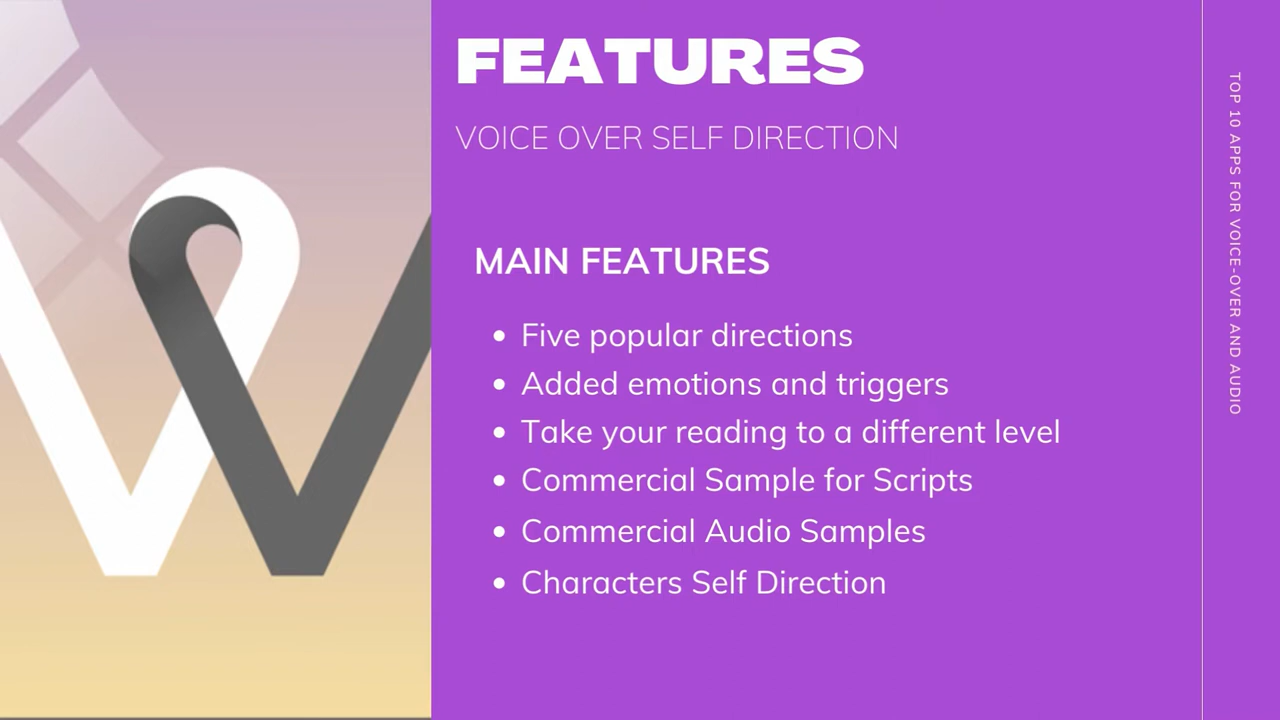 FEATURES
VOICE OVER SELF DIRECTION
MAIN FEATURES
• Five popular directions
• Added emotions and triggers
• Take your reading to a different level
• Commercial Sample for Scripts
• Commercial Audio Samples
• Characters Self Direction
TOP 10 APPS FOR VOICE-OVER AND AUDIO